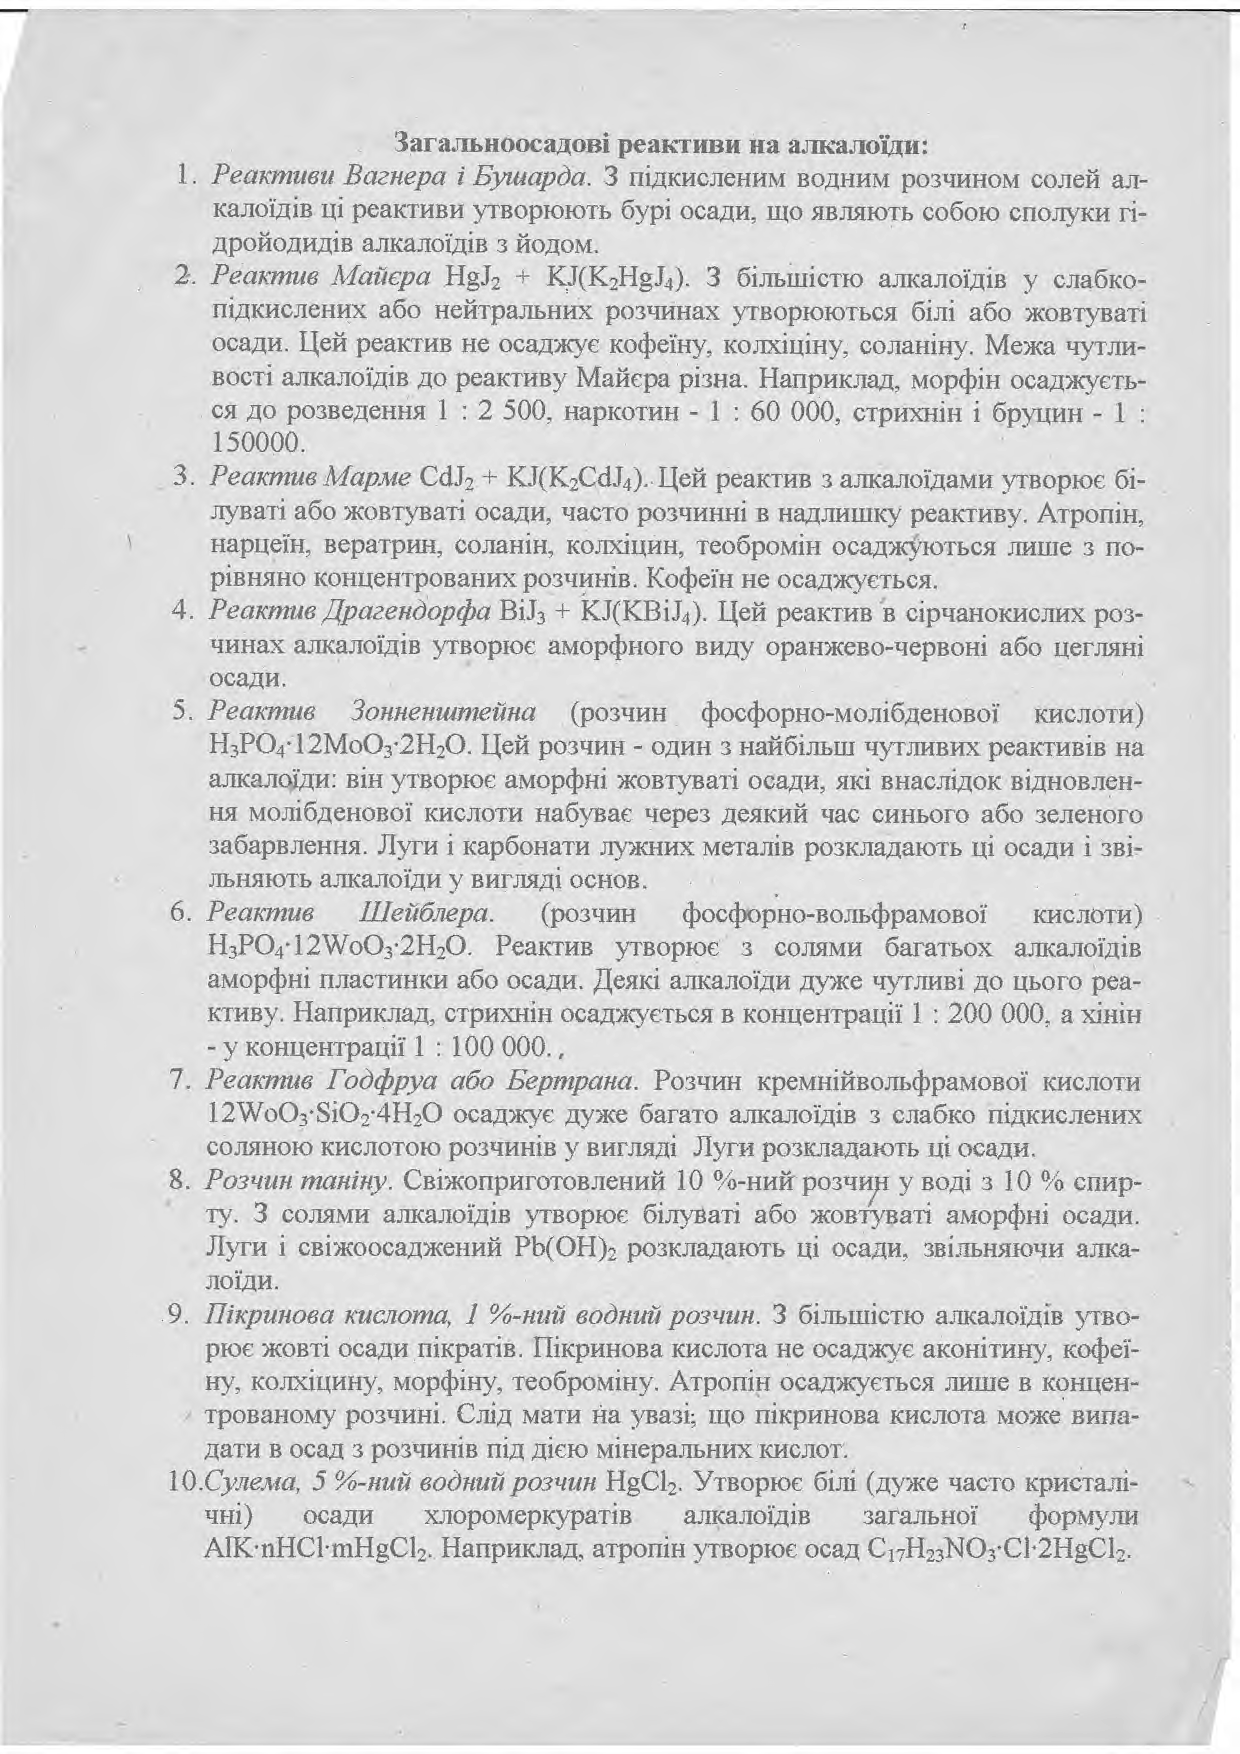 Загальноосадові реактиви на алкалоїди:
1. Реактиви Вагнера і Бушарда. З підкисленим водним розчином солей ал-
калоїдів ці реактиви утворюють бурі осади, що являють собою сполуки гі-
дройодидів алкалоїдів з йодом.
2. Реактив Майєра HgJ₂ + KJ(K₂HgJ₄). З більшістю алкалоїдів у слабко-
підкислених або нейтральних розчинах утворюються білі або жовтуваті
осади. Цей реактив не осаджує кофеїну, колхіціну, соланіну. Межа чутли-
вості алкалоїдів до реактиву Майєра різна. Наприклад, морфін осаджуєть-
ся до розведення 1 : 2 500, наркотин - 1 : 60 000, стрихнін і бруцин - 1 :
150000.
3. Реактив Марме CdJ₂ + KJ(K₂CdJ₄). Цей реактив з алкалоїдами утворює бі-
луваті або жовтуваті осади, часто розчинні в надлишку реактиву. Атропін,
нарцеїн, вератрин, соланін, колхіцин, теобромін осаджуються лише з по-
рівняно концентрованих розчинів. Кофеїн не осаджується.
4. Реактив Драгендорфа BiJ₃ + KJ(KBiJ₄). Цей реактив в сірчанокислих роз-
чинах алкалоїдів утворює аморфного виду оранжево-червоні або цегляні
осади.
5. Реактив Зонненштейна (розчин фосфорно-молібденової кислоти)
H₃PO₄·12MoO₃·2H₂O. Цей розчин - один з найбільш чутливих реактивів на
алкалоїди: він утворює аморфні жовтуваті осади, які внаслідок відновлен-
ня молібденової кислоти набуває через деякий час синього або зеленого
забарвлення. Луги і карбонати лужних металів розкладають ці осади і зві-
льняють алкалоїди у вигляді основ.
6. Реактив Шейблера. (розчин фосфорно-вольфрамової кислоти)
H₃PO₄·12WoO₃·2H₂O. Реактив утворює з солями багатьох алкалоїдів
аморфні пластинки або осади. Деякі алкалоїди дуже чутливі до цього реа-
ктиву. Наприклад, стрихнін осаджується в концентрації 1 : 200 000, а хінін
- у концентрації 1 : 100 000. ,
7. Реактив Годфруа або Бертрана. Розчин кремнійвольфрамової кислоти
12WoO₃·SiO₂·4H₂O осаджує дуже багато алкалоїдів з слабко підкислених
соляною кислотою розчинів у вигляді Луги розкладають ці осади.
8. Розчин таніну. Свіжоприготовлений 10 %-ний розчин у воді з 10 % спир-
ту. З солями алкалоїдів утворює білуваті або жовтуваті аморфні осади.
Луги і свіжоосаджений Pb(OH)₂ розкладають ці осади, звільняючи алка-
лоїди.
9. Пікринова кислота, 1 %-ний водний розчин. З більшістю алкалоїдів утво-
рює жовті осади пікратів. Пікринова кислота не осаджує аконітину, кофеї-
ну, колхіцину, морфіну, теоброміну. Атропін осаджується лише в концен-
трованому розчині. Слід мати на увазі; що пікринова кислота може випа-
дати в осад з розчинів під дією мінеральних кислот.
10.Сулема, 5 %-ний водний розчин HgCl₂. Утворює білі (дуже часто кристалі-
чні) осади хлоромеркуратів алкалоїдів загальної формули
AlK·nHCl·mHgCl₂. Наприклад, атропін утворює осад C₁₇H₂₃NO₃·Cl·2HgCl₂.